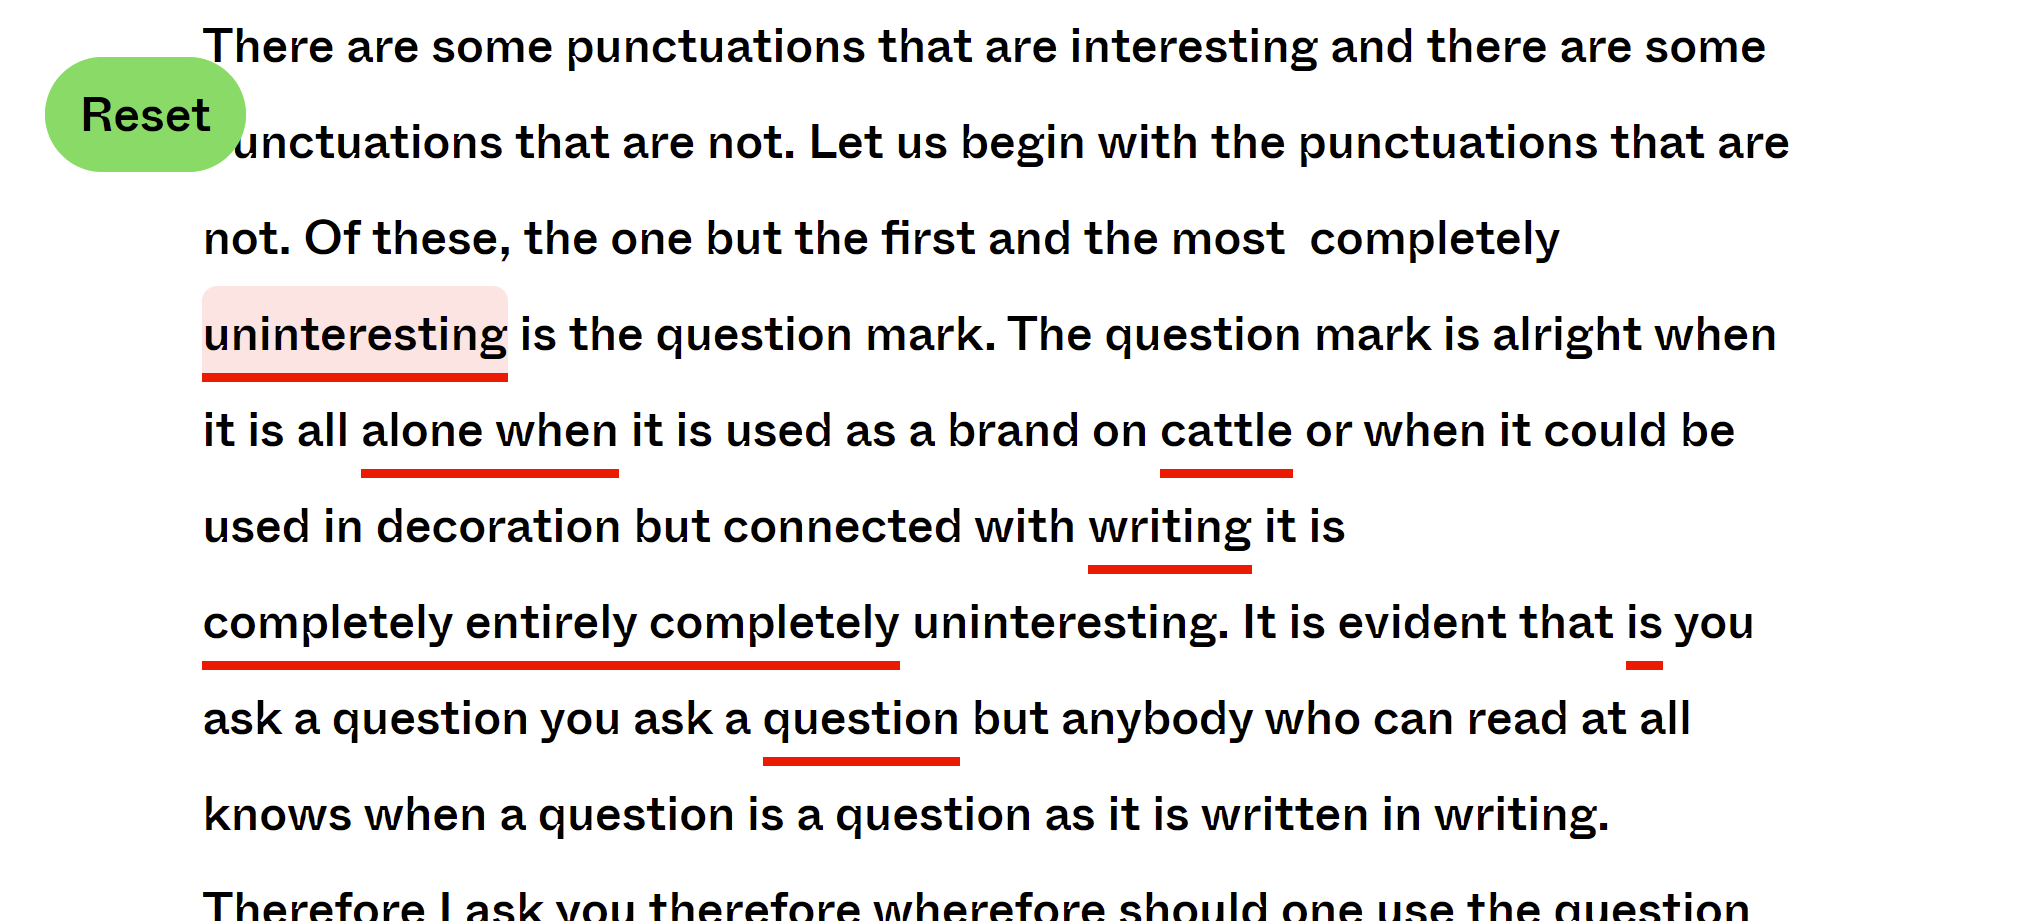 There are some punctuations that are interesting and there are some
Reset
unctuations that are not. Let us begin with the punctuations that are
not. Of these, the one but the first and the most  completely
uninteresting is the question mark. The question mark is alright when
it is all alone when it is used as a brand on cattle or when it could be
used in decoration but connected with writing it is
completely entirely completely uninteresting. It is evident that is you
ask a question you ask a question but anybody who can read at all
knows when a question is a question as it is written in writing.
Therefore I ask you therefore wherefore should one use the question